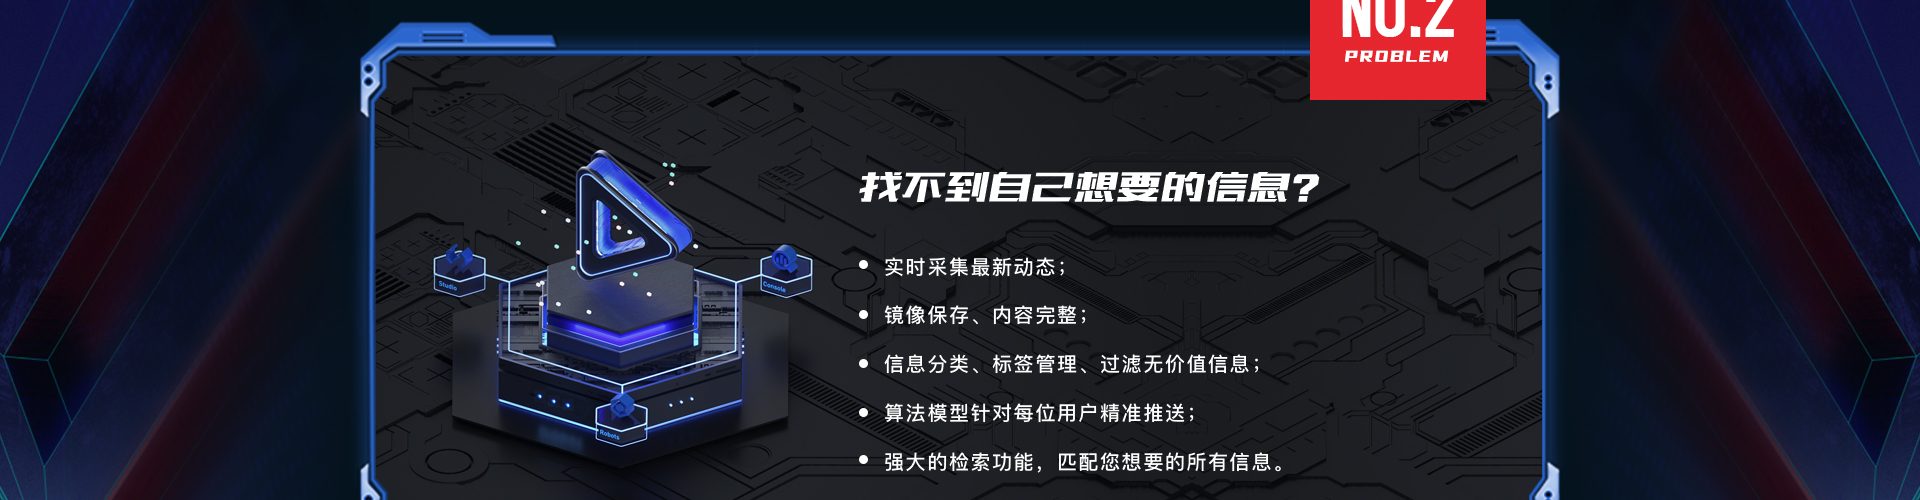 NO.2
PROBLEM
找不到自己想要的信息?
实时采集最新动态；
镜像保存、内容完整；
信息分类、标签管理、过滤无价值信息；
算法模型针对每位用户精准推送；
强大的检索功能，匹配您想要的所有信息。
Studio
Console
Robots